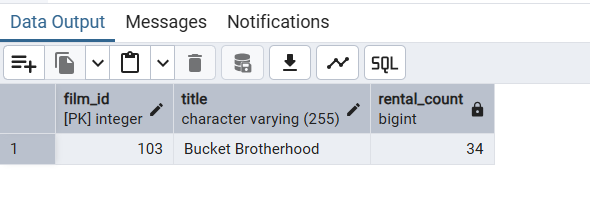 Data Output Messages Notifications
SQL
film_id title rental_count
[PK] integer character varying (255) bigint
1 103 Bucket Brotherhood 34